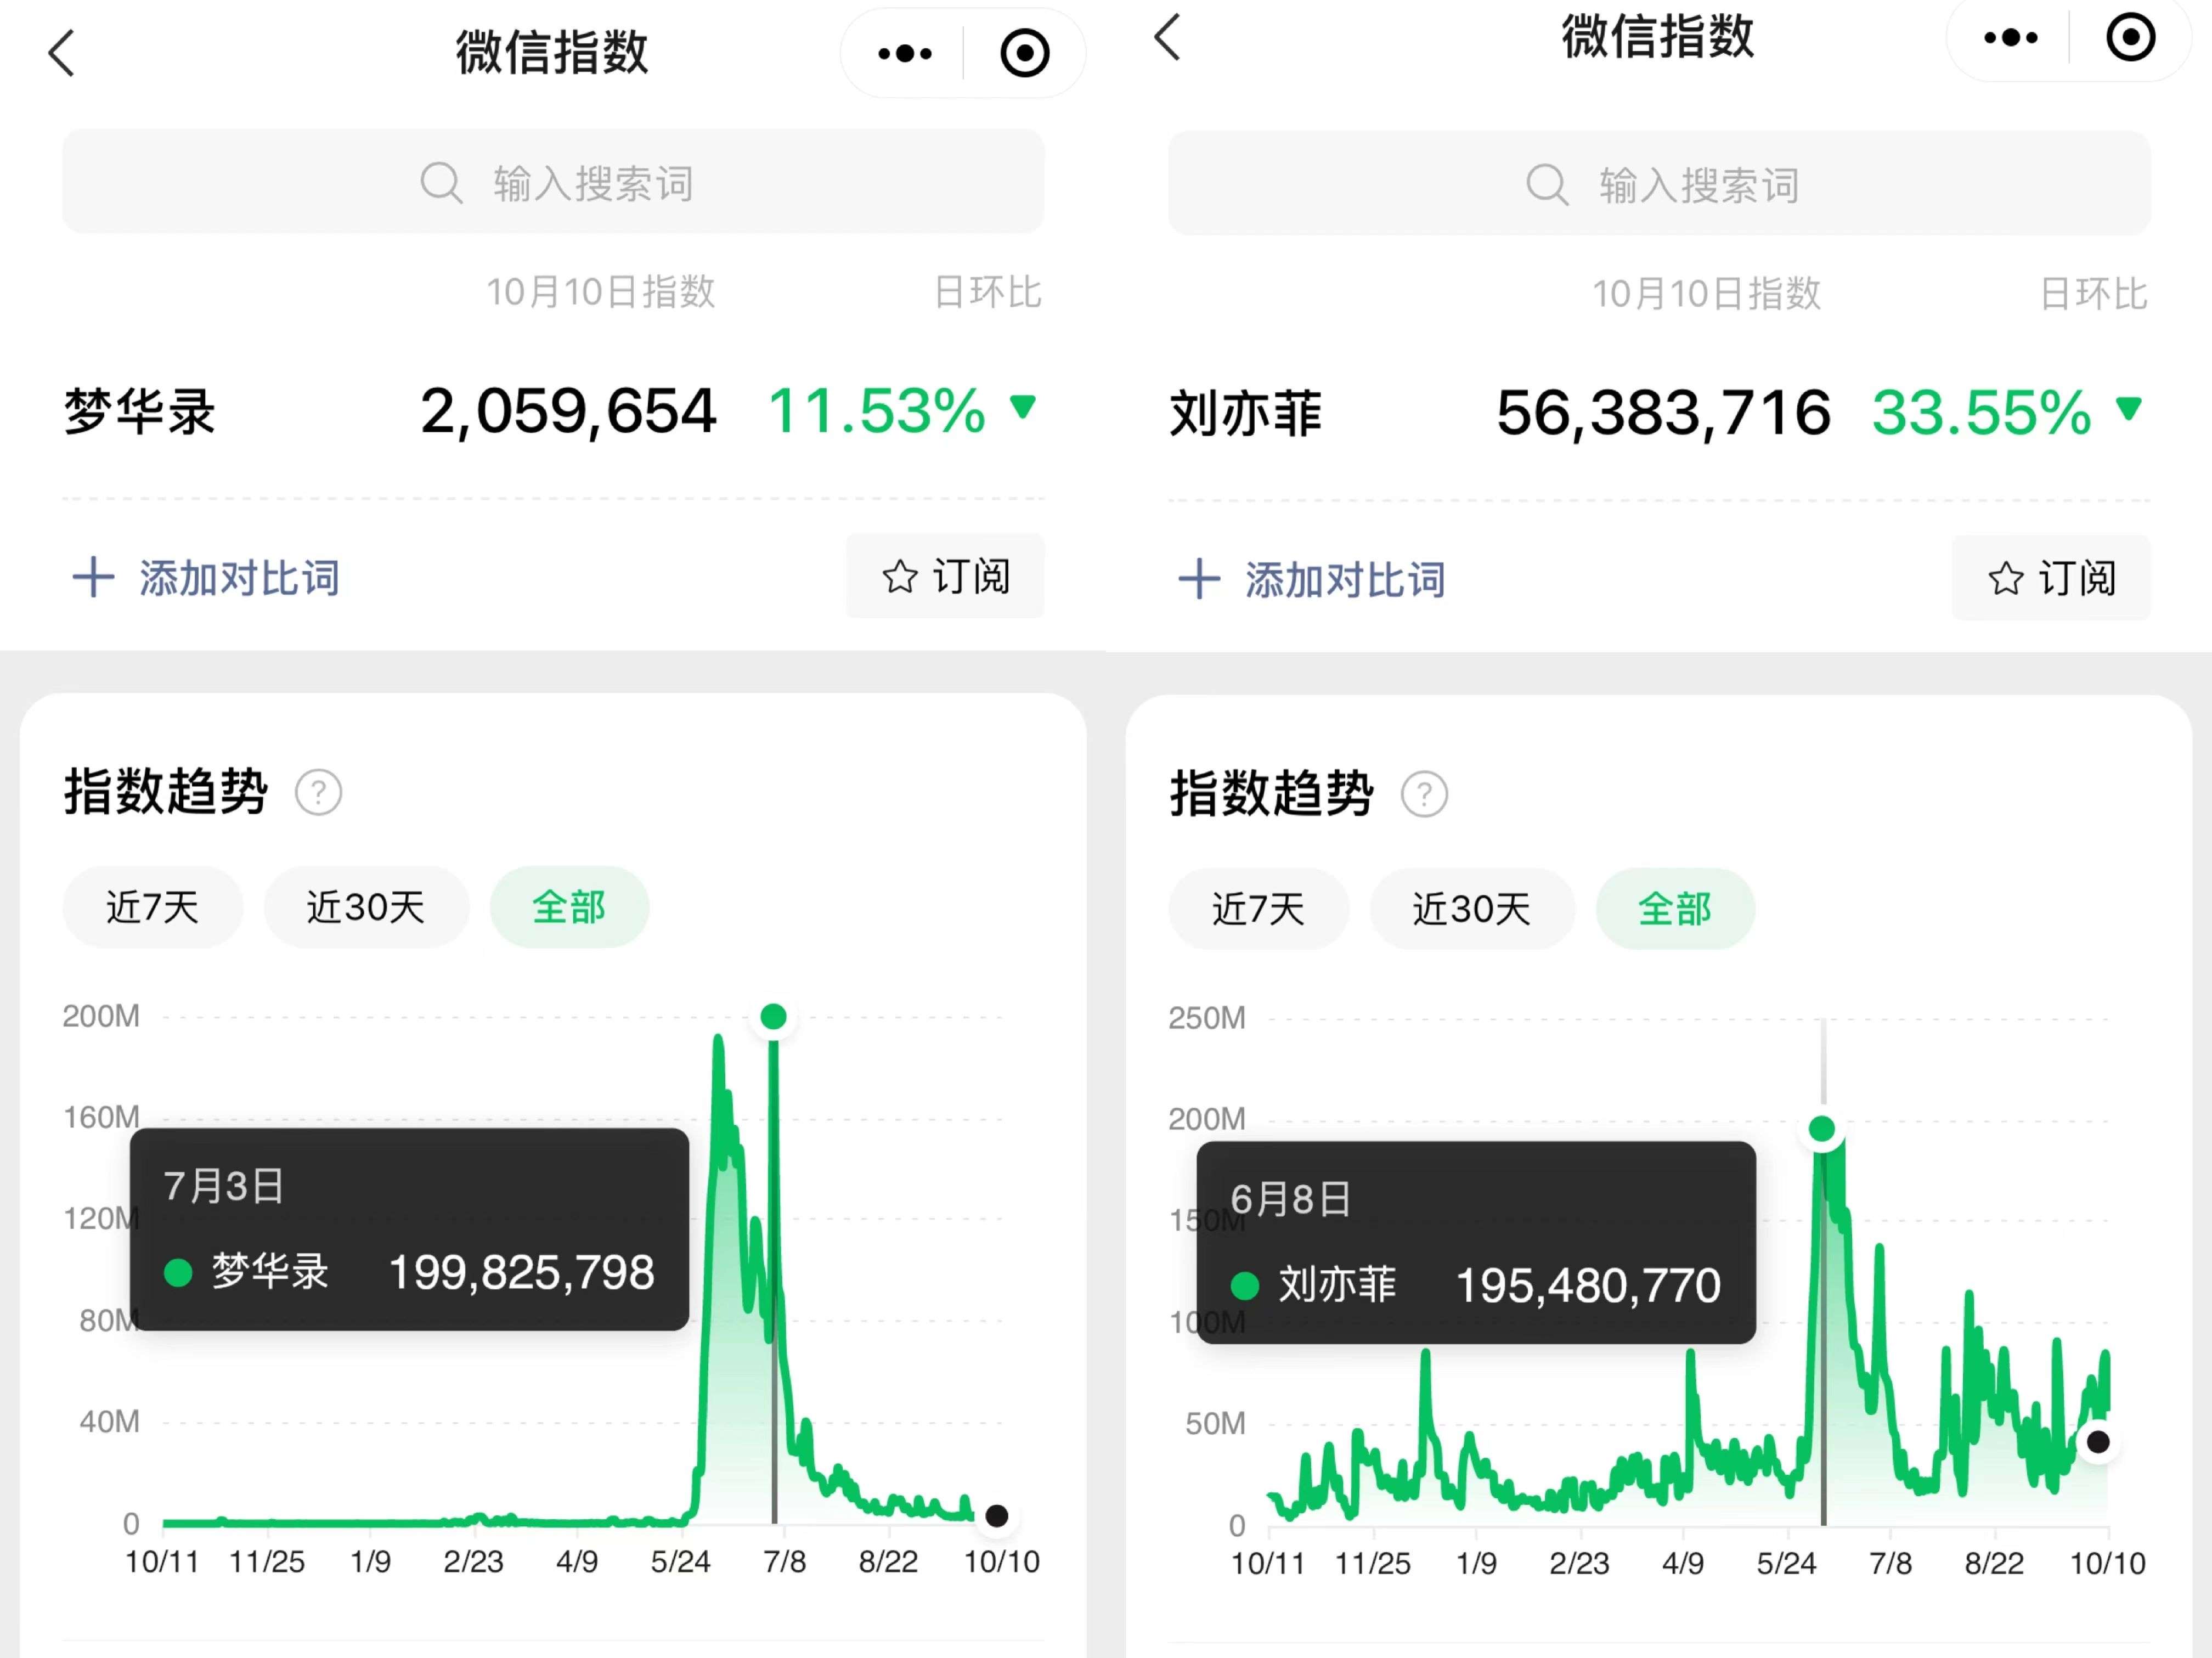 微信指数
输入搜索词
10月10日指数 日环比
梦华录 2,059,654 11.53%
添加对比词 订阅
指数趋势 ?
近7天 近30天 全部
200M
160M
7月3日
120M
梦华录 199,825,798
80M
40M
0
10/11 11/25 1/9 2/23 4/9 5/24 7/8 8/22 10/10
微信指数
输入搜索词
10月10日指数 日环比
刘亦菲 56,383,716 33.55%
添加对比词 订阅
指数趋势 ?
近7天 近30天 全部
250M
200M
6月8日
150M
刘亦菲 195,480,770
100M
50M
0
10/11 11/25 1/9 2/23 4/9 5/24 7/8 8/22 10/10